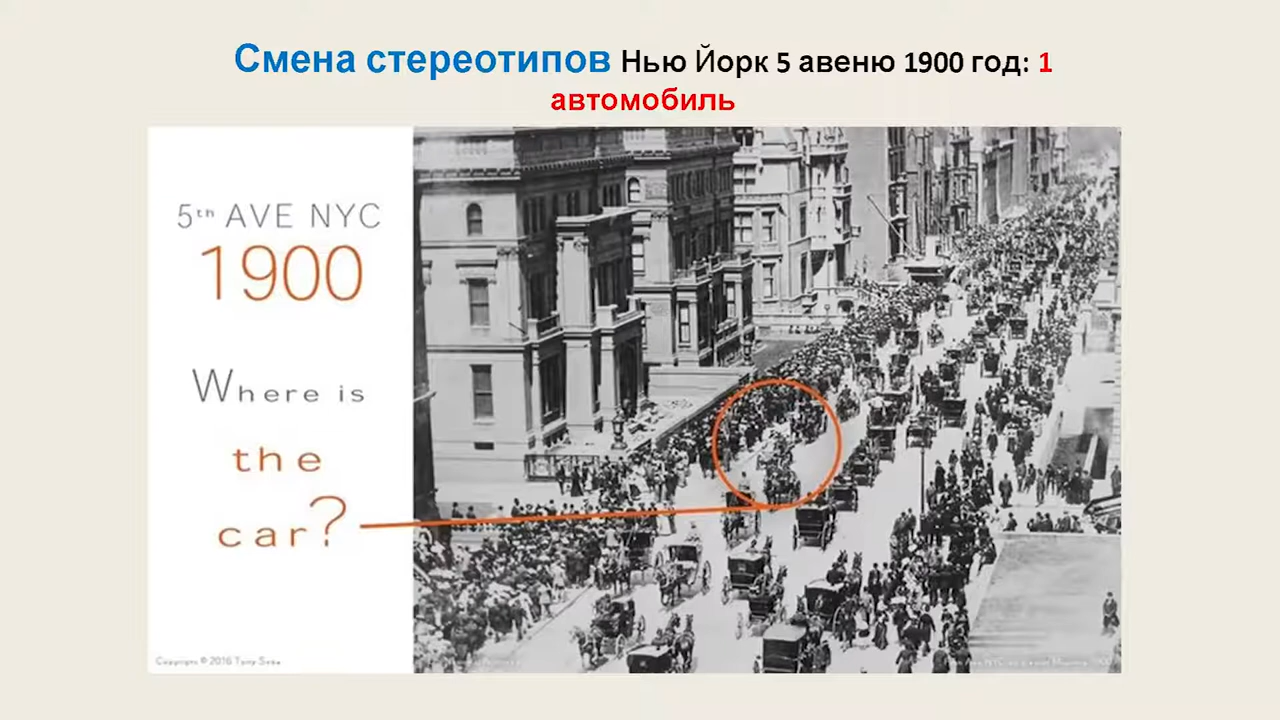 Смена стереотипов Нью Йорк 5 авеню 1900 год: 1
автомобиль
5th AVE NYC
1900
Where is
the
car?
Copyright © 2016 Tony Seba